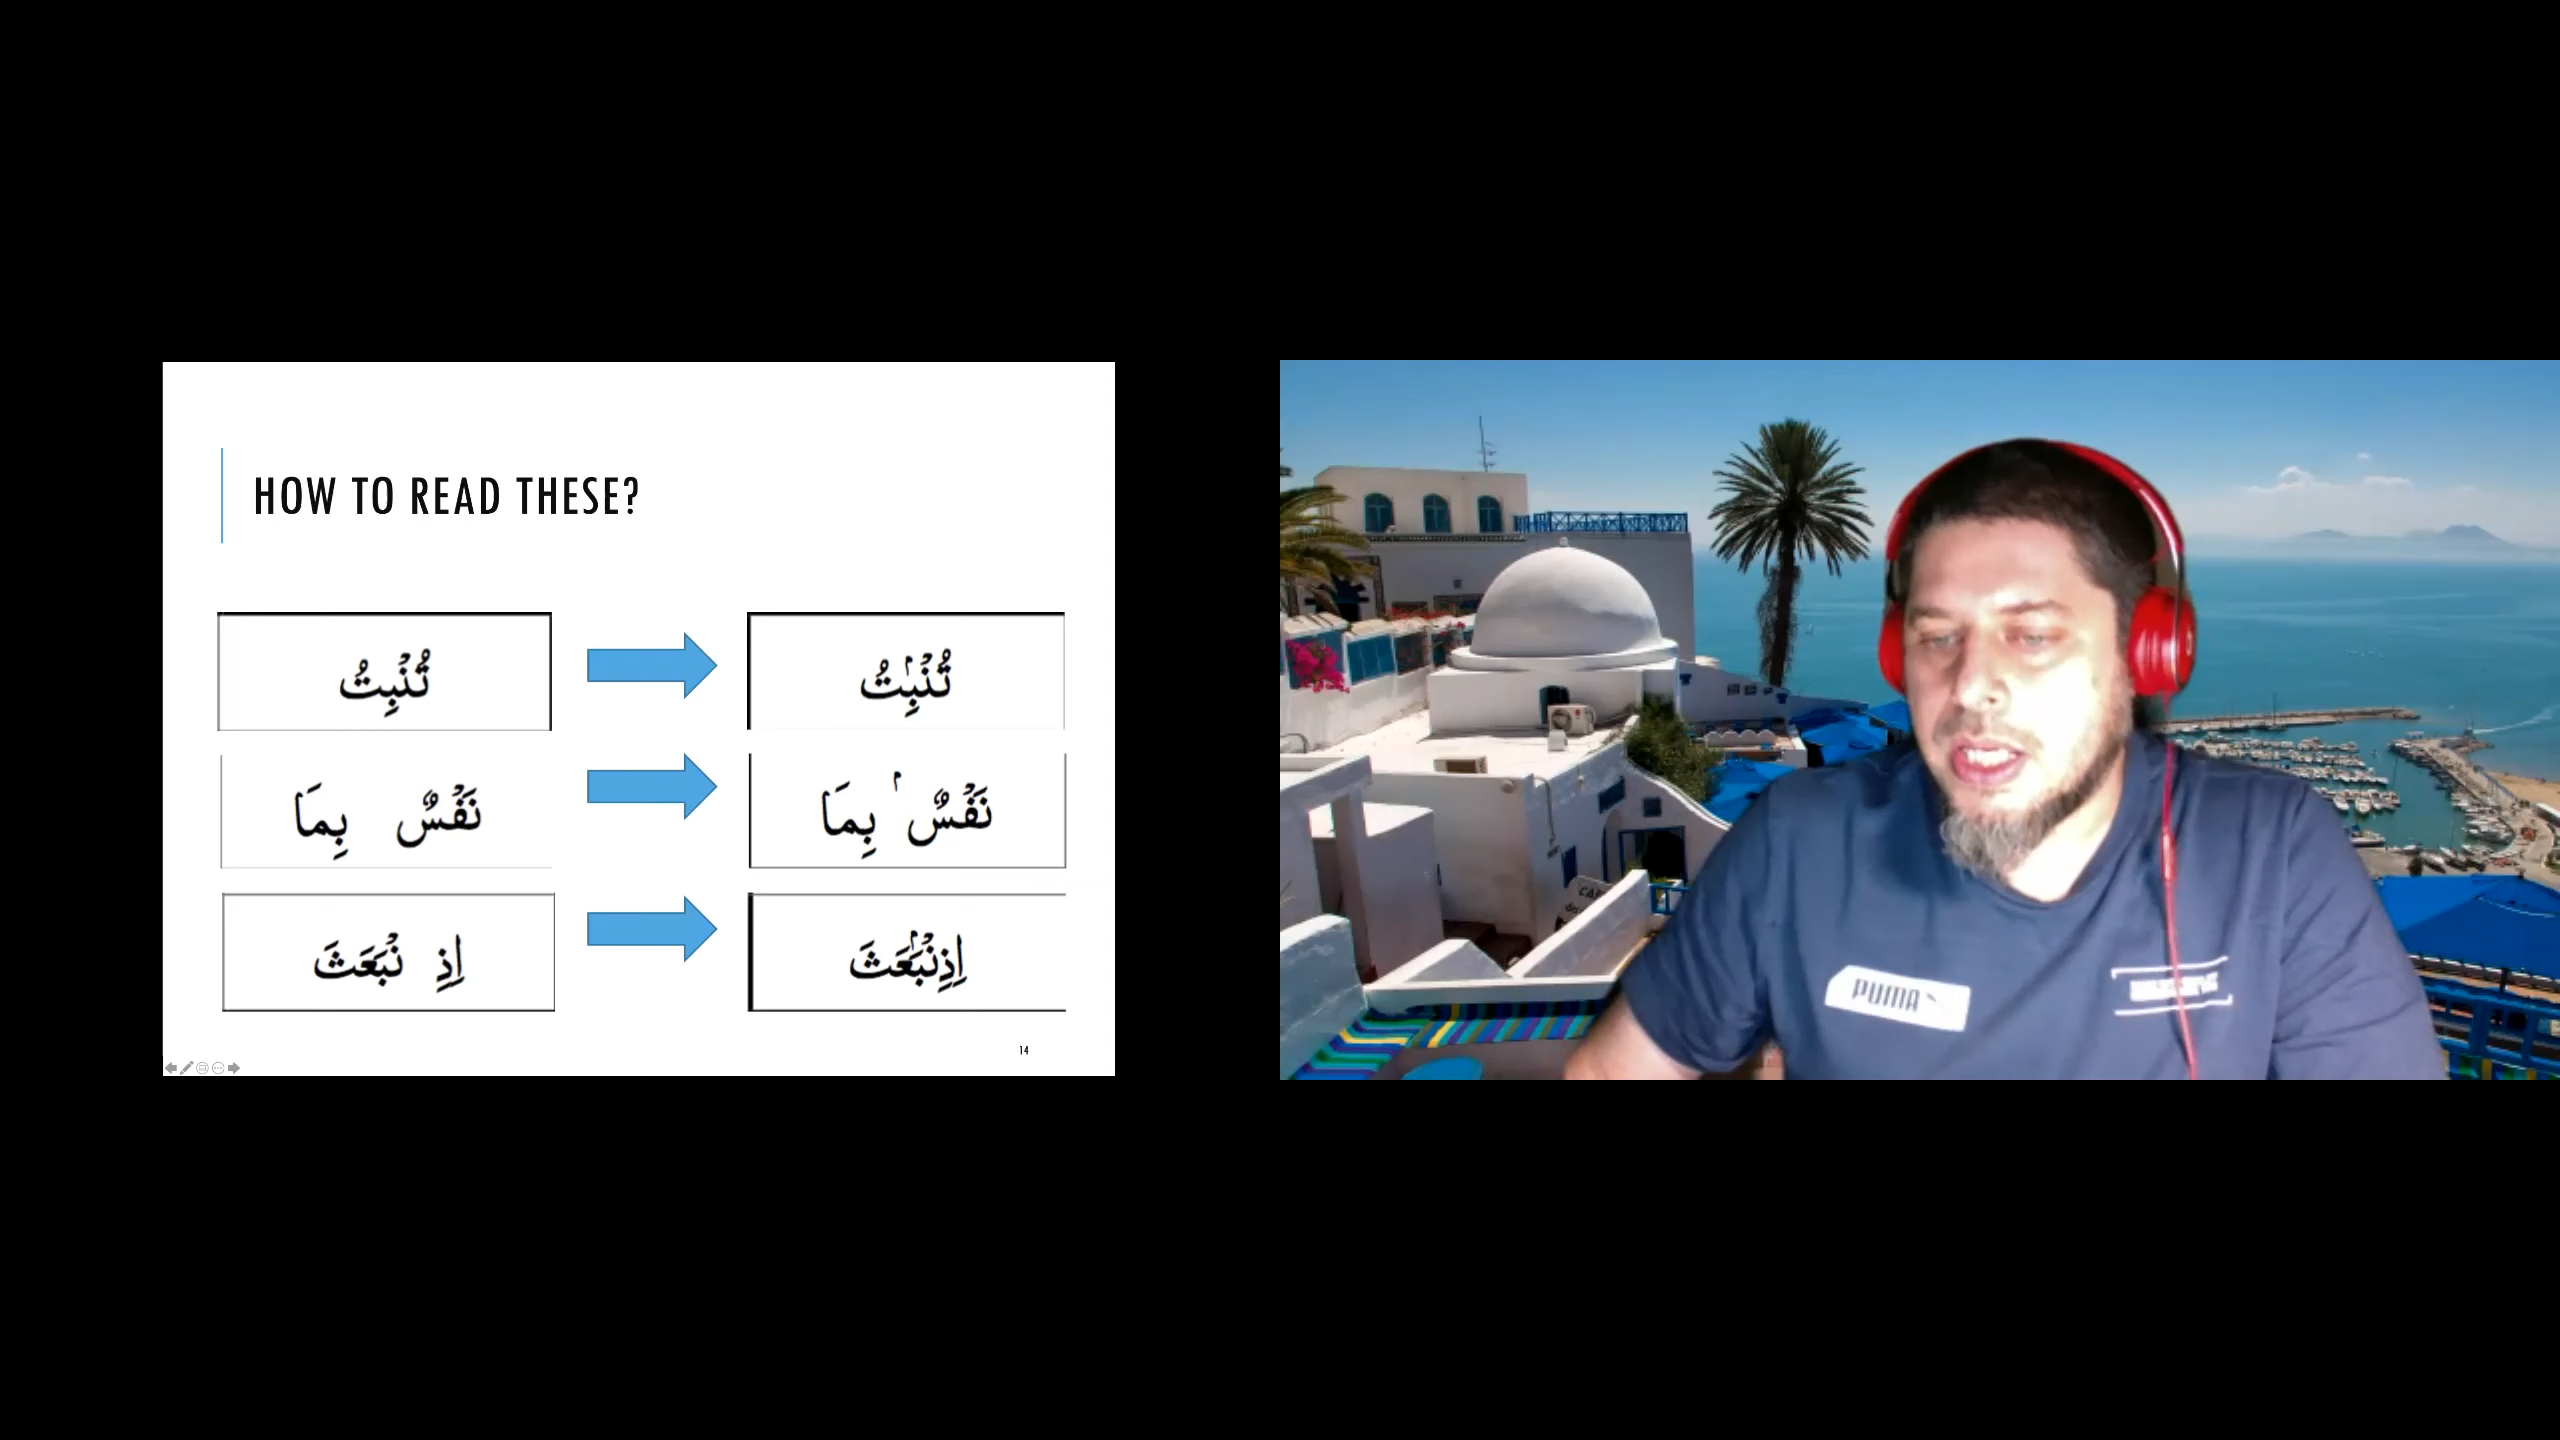 HOW TO READ THESE?
تُنْۢبِتُ
تُنْۢبِۢتُ
نَفْسٌ بِمَا
نَفْسٌ ۢ بِمَا
اِذِ نْبَعَثَ
اِذِنْۢبَعَثَ
14
PUMA